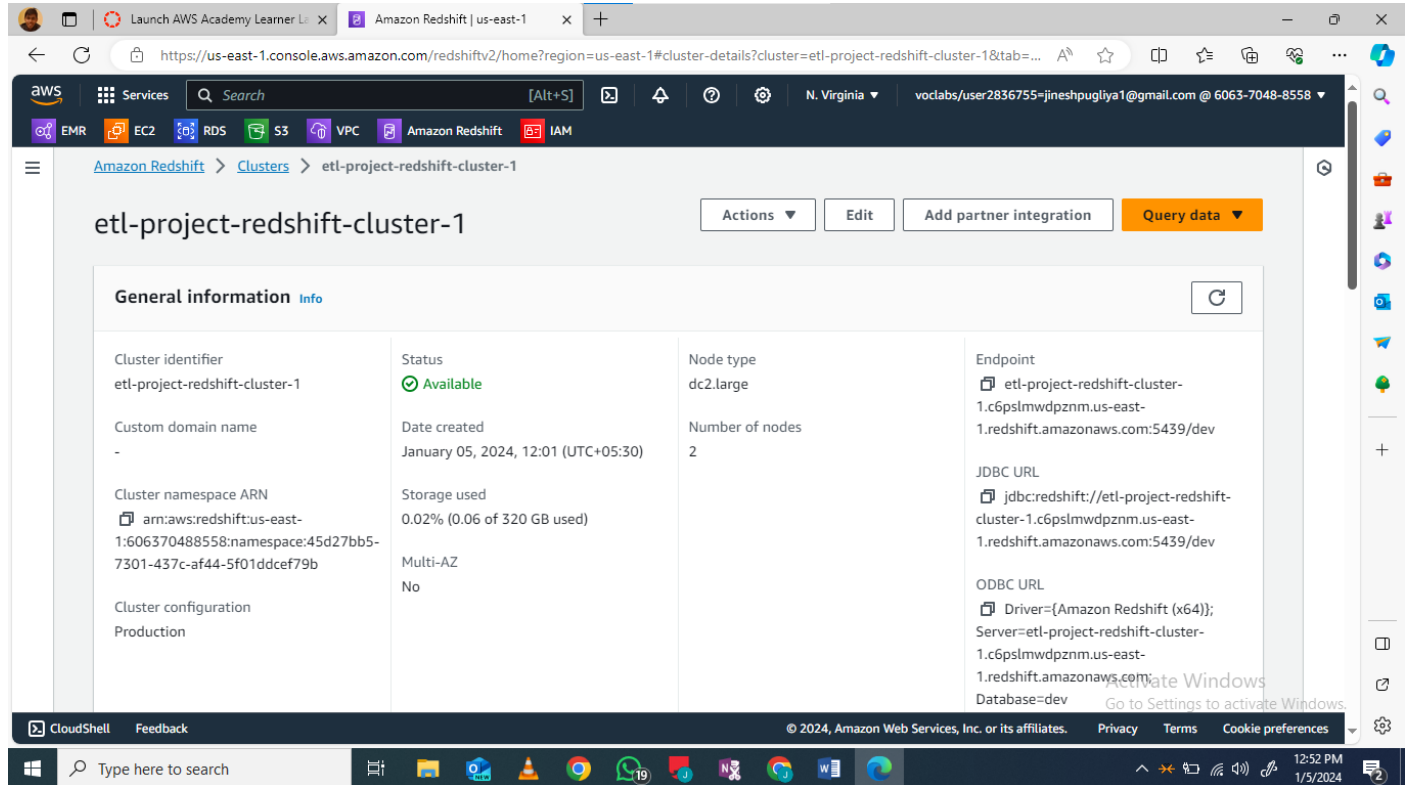 Launch AWS Academy Learner La
Amazon Redshift | us-east-1
https://us-east-1.console.aws.amazon.com/redshiftv2/home?region=us-east-1#cluster-details?cluster=etl-project-redshift-cluster-1&tab=...
aws
Services
Search
[Alt+S]
N. Virginia
voclabs/user2836755=jineshpugliya1@gmail.com @ 6063-7048-8558
EMR
EC2
RDS
S3
VPC
Amazon Redshift
IAM
Amazon Redshift > Clusters > etl-project-redshift-cluster-1
etl-project-redshift-cluster-1
Actions
Edit
Add partner integration
Query data
General information Info
Cluster identifier
etl-project-redshift-cluster-1
Custom domain name
-
Cluster namespace ARN
arn:aws:redshift:us-east-
1:606370488558:namespace:45d27bb5-
7301-437c-af44-5f01ddcef79b
Cluster configuration
Production
Status
Available
Date created
January 05, 2024, 12:01 (UTC+05:30)
Storage used
0.02% (0.06 of 320 GB used)
Multi-AZ
No
Node type
dc2.large
Number of nodes
2
Endpoint
etl-project-redshift-cluster-
1.c6pslmwdpznm.us-east-
1.redshift.amazonaws.com:5439/dev
JDBC URL
jdbc:redshift://etl-project-redshift-
cluster-1.c6pslmwdpznm.us-east-
1.redshift.amazonaws.com:5439/dev
ODBC URL
Driver={Amazon Redshift (x64)};
Server=etl-project-redshift-cluster-
1.c6pslmwdpznm.us-east-
1.redshift.amazonaws.com;
Database=dev
Activate Windows
Go to Settings to activate Windows.
CloudShell
Feedback
© 2024, Amazon Web Services, Inc. or its affiliates.
Privacy
Terms
Cookie preferences
Type here to search
19
12:52 PM
1/5/2024
2